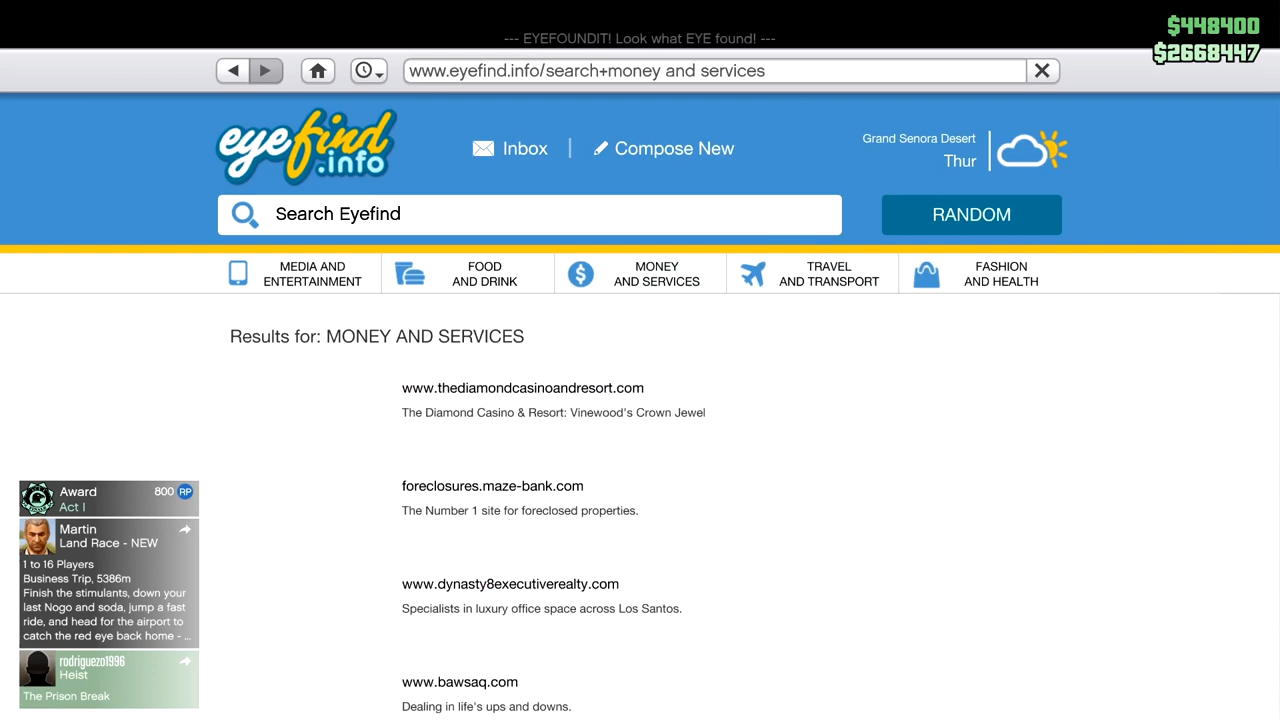 --- EYEFOUNDIT! Look what EYE found! ---
$448400
$2668447
www.eyefind.info/search+money and services
eyefind
.info
Inbox
Compose New
Grand Senora Desert
Thur
Search Eyefind
RANDOM
MEDIA AND
ENTERTAINMENT
FOOD
AND DRINK
MONEY
AND SERVICES
TRAVEL
AND TRANSPORT
FASHION
AND HEALTH
Results for: MONEY AND SERVICES
www.thediamondcasinoandresort.com
The Diamond Casino & Resort: Vinewood's Crown Jewel
foreclosures.maze-bank.com
The Number 1 site for foreclosed properties.
www.dynasty8executiverealty.com
Specialists in luxury office space across Los Santos.
www.bawsaq.com
Dealing in life's ups and downs.
Award 800 RP
Act I
Martin
Land Race - NEW
1 to 16 Players
Business Trip, 5386m
Finish the stimulants, down your
last Nogo and soda, jump a fast
ride, and head for the airport to
catch the red eye back home - ...
rodriguez01996
Heist
The Prison Break